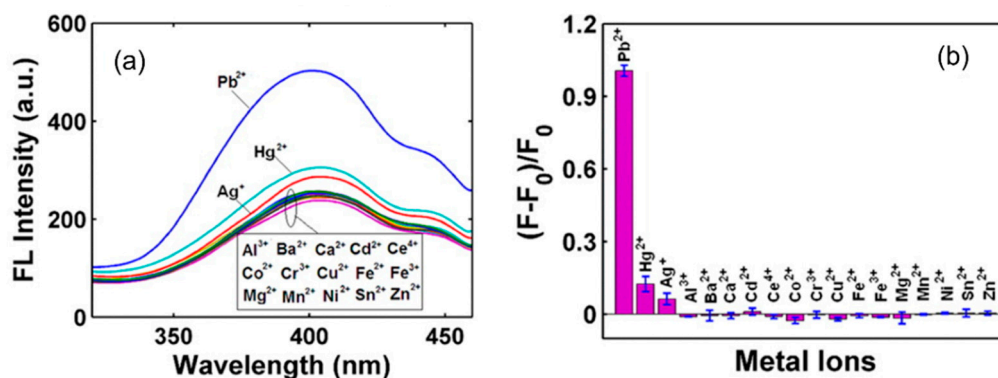 (a)
FL Intensity (a.u.)
600
400
200
0
Pb²⁺
Hg²⁺
Ag⁺
Al³⁺ Ba²⁺ Ca²⁺ Cd²⁺ Ce⁴⁺
Co²⁺ Cr³⁺ Cu²⁺ Fe²⁺ Fe³⁺
Mg²⁺ Mn²⁺ Ni²⁺ Sn²⁺ Zn²⁺
350 400 450
Wavelength (nm)
(b)
(F-F₀)/F₀
1.2
0.9
0.6
0.3
0
Pb²⁺
Hg²⁺
Ag⁺
Al³⁺
Ba²⁺
Ca²⁺
Cd²⁺
Ce⁴⁺
Co²⁺
Cr³⁺
Cu²⁺
Fe²⁺
Fe³⁺
Mg²⁺
Mn²⁺
Ni²⁺
Sn²⁺
Zn²⁺
Metal Ions